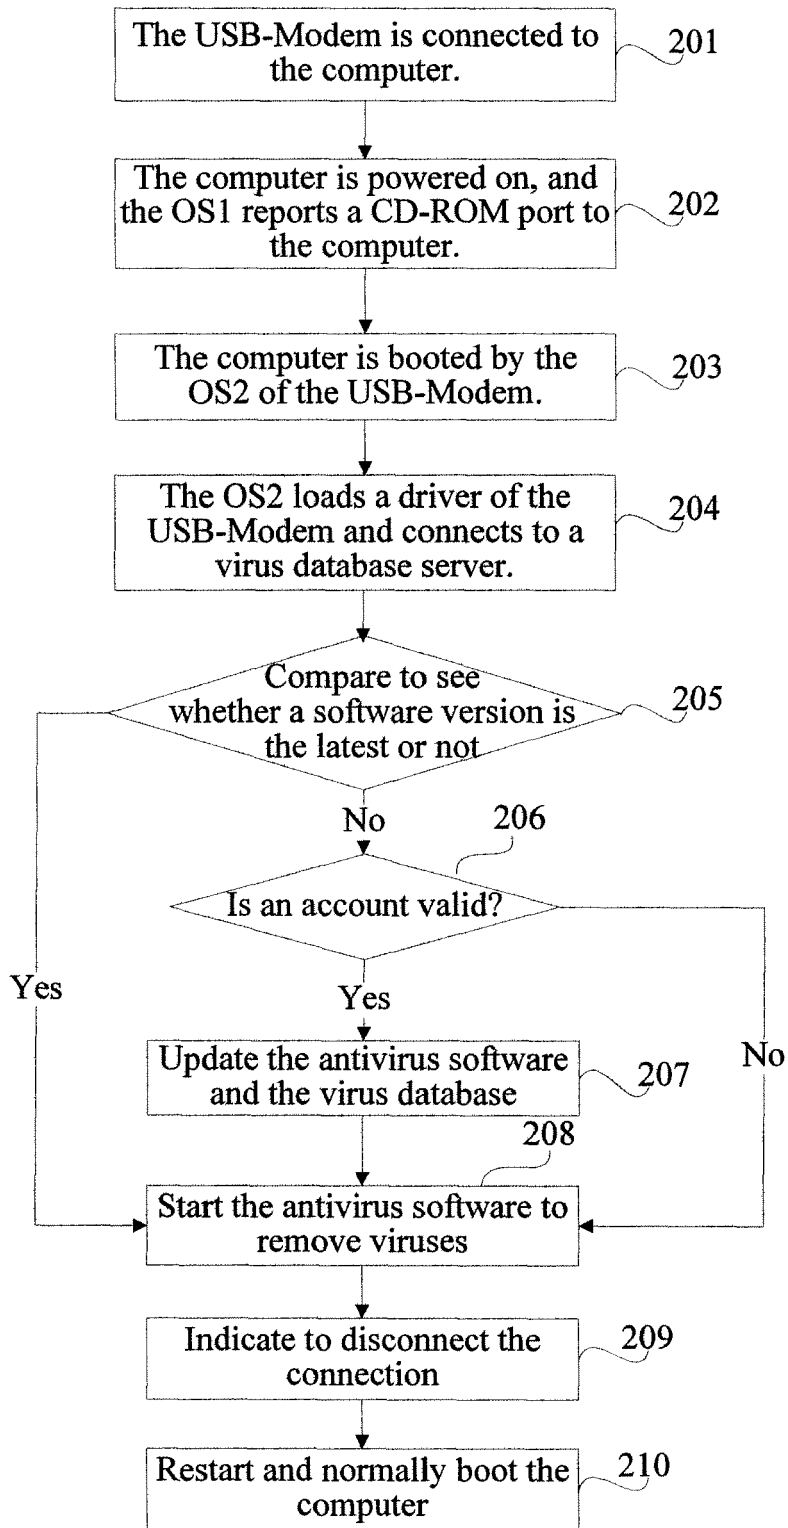 The USB-Modem is connected to
the computer.
201
The computer is powered on, and
the OS1 reports a CD-ROM port to
the computer.
202
The computer is booted by the
OS2 of the USB-Modem.
203
The OS2 loads a driver of the
USB-Modem and connects to a
virus database server.
204
Compare to see
whether a software version is
the latest or not
205
No
206
Is an account valid?
Yes
Yes
No
Update the antivirus software
and the virus database
207
208
Start the antivirus software to
remove viruses
Indicate to disconnect the
connection
209
Restart and normally boot the
computer
210